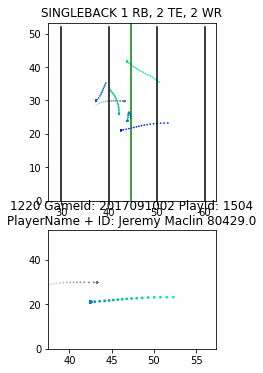 SINGLEBACK 1 RB, 2 TE, 2 WR
50
40
30
20
10
0
30 40 50 60
1220 GameId: 2017091002 PlayId: 1504
PlayerName + ID: Jeremy Maclin 80429.0
40
20
0
40 45 50 55